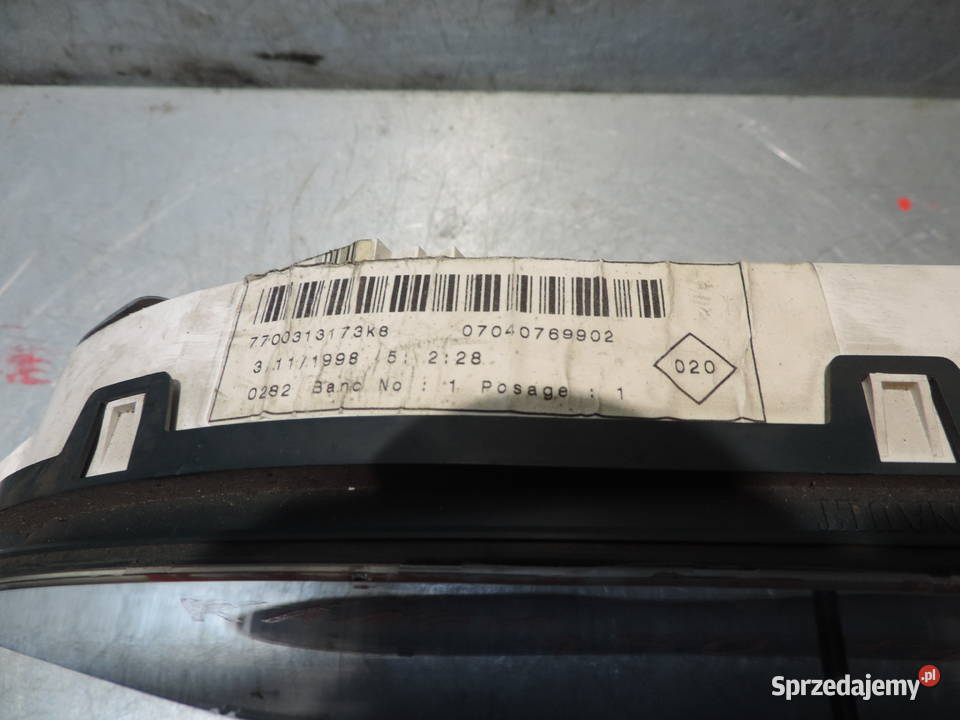 7700313173K8 07040769902
3/11/1998 5: 2:28
020
0282 Banc No : 1 Posage : 1
Sprzedajemy.pl